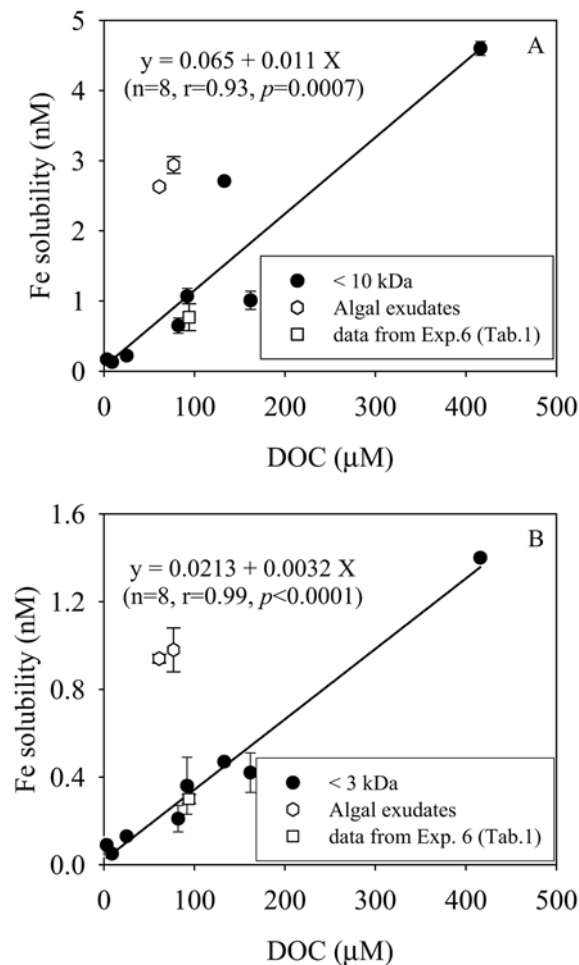 A
y = 0.065 + 0.011 X
(n=8, r=0.93, p=0.0007)
Fe solubility (nM)
5
4
3
2
1
0
< 10 kDa
Algal exudates
data from Exp.6 (Tab.1)
0 100 200 300 400 500
DOC (μM)
B
y = 0.0213 + 0.0032 X
(n=8, r=0.99, p<0.0001)
Fe solubility (nM)
1.6
1.2
0.8
0.4
0.0
< 3 kDa
Algal exudates
data from Exp. 6 (Tab.1)
0 100 200 300 400 500
DOC (μM)